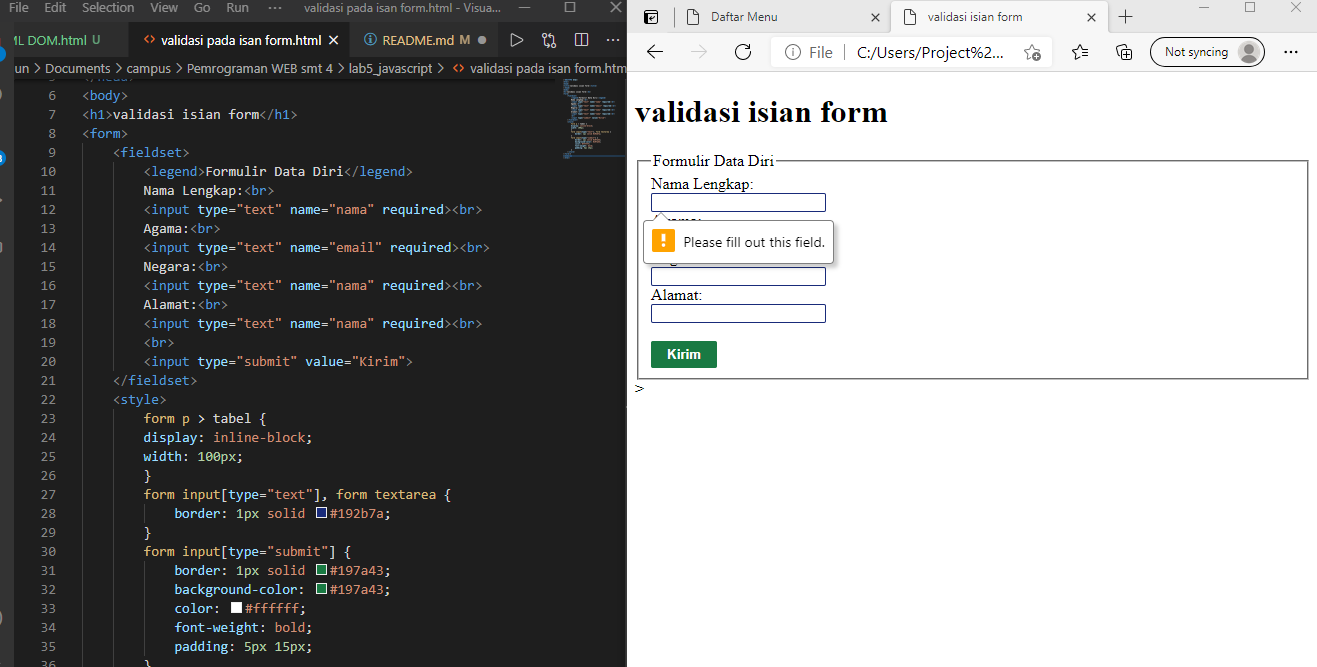 File Edit Selection View Go Run ··· validasi pada isan form.html - Visua...
ML DOM.html U
<> validasi pada isan form.html ×
README.md M ●
un > Documents > campus > Pemrograman WEB smt 4 > lab5_javascript > <> validasi pada isan form.htm
6 <body>
7 <h1>validasi isian form</h1>
8 <form>
9 <fieldset>
10 <legend>Formulir Data Diri</legend>
11 Nama Lengkap:<br>
12 <input type="text" name="nama" required><br>
13 Agama:<br>
14 <input type="text" name="email" required><br>
15 Negara:<br>
16 <input type="text" name="nama" required><br>
17 Alamat:<br>
18 <input type="text" name="nama" required><br>
19 <br>
20 <input type="submit" value="Kirim">
21 </fieldset>
22 <style>
23 form p > tabel {
24 display: inline-block;
25 width: 100px;
26 }
27 form input[type="text"], form textarea {
28 border: 1px solid #192b7a;
29 }
30 form input[type="submit"] {
31 border: 1px solid #197a43;
32 background-color: #197a43;
33 color: #ffffff;
34 font-weight: bold;
35 padding: 5px 15px;
36 }
Daftar Menu
validasi isian form
File | C:/Users/Project%2...
Not syncing
validasi isian form
Formulir Data Diri
Nama Lengkap:
Please fill out this field.
Alamat:
Kirim
>